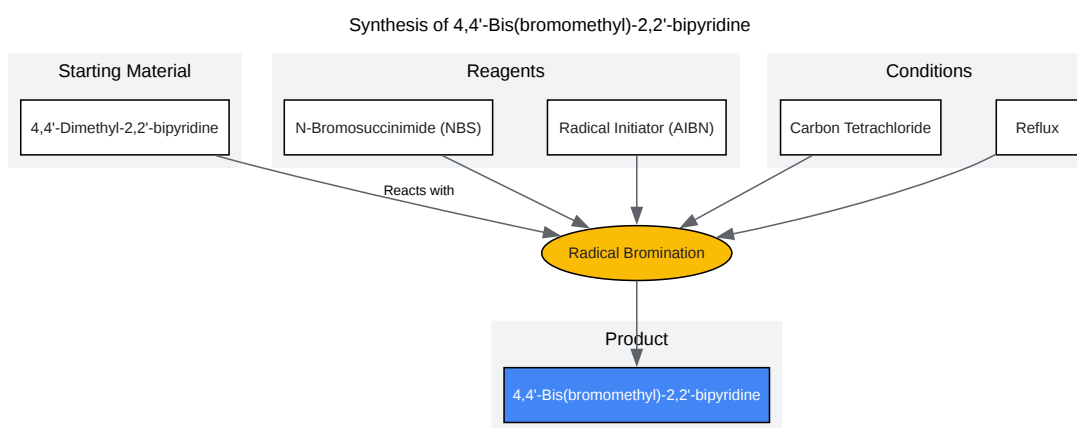 Synthesis of 4,4'-Bis(bromomethyl)-2,2'-bipyridine
Starting Material
Reagents
Conditions
4,4'-Dimethyl-2,2'-bipyridine
N-Bromosuccinimide (NBS)
Radical Initiator (AIBN)
Carbon Tetrachloride
Reflux
Reacts with
Radical Bromination
Product
4,4'-Bis(bromomethyl)-2,2'-bipyridine